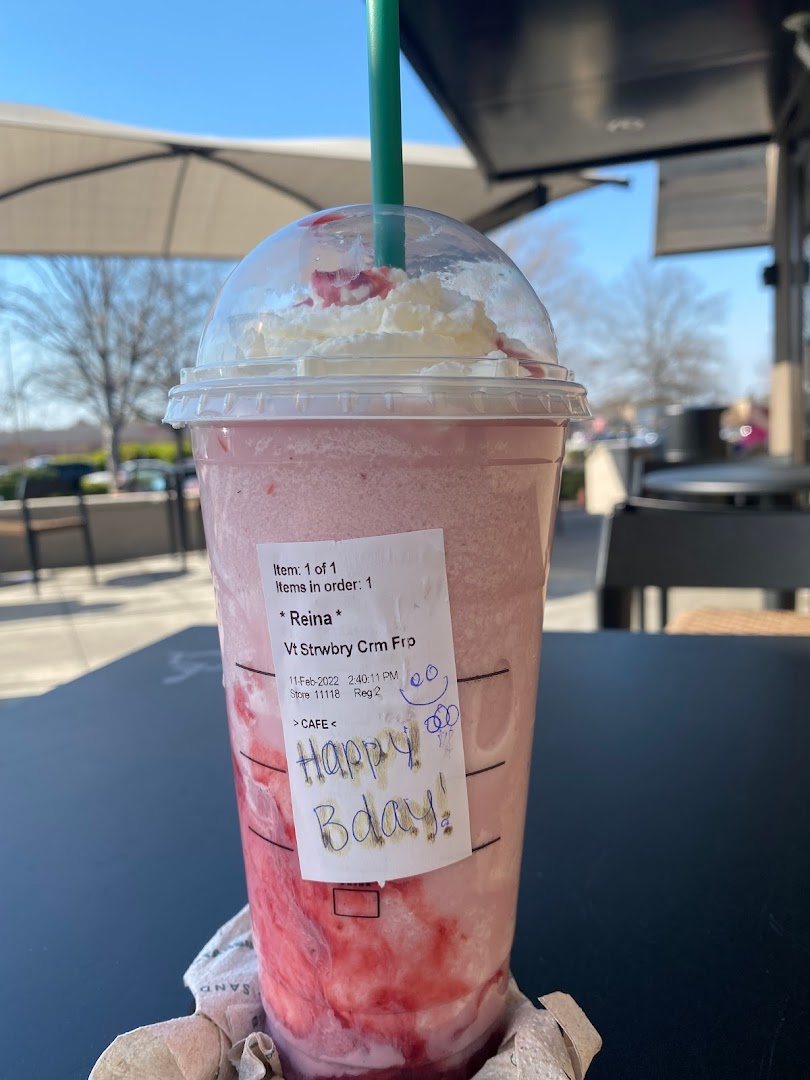 Item: 1 of 1
Items in order: 1
* Reina *
Vt Strwbry Crm Frp
11-Feb-2022 2:40:11 PM
Store 11118 Reg 2
> CAFE <
Happy
Bday!